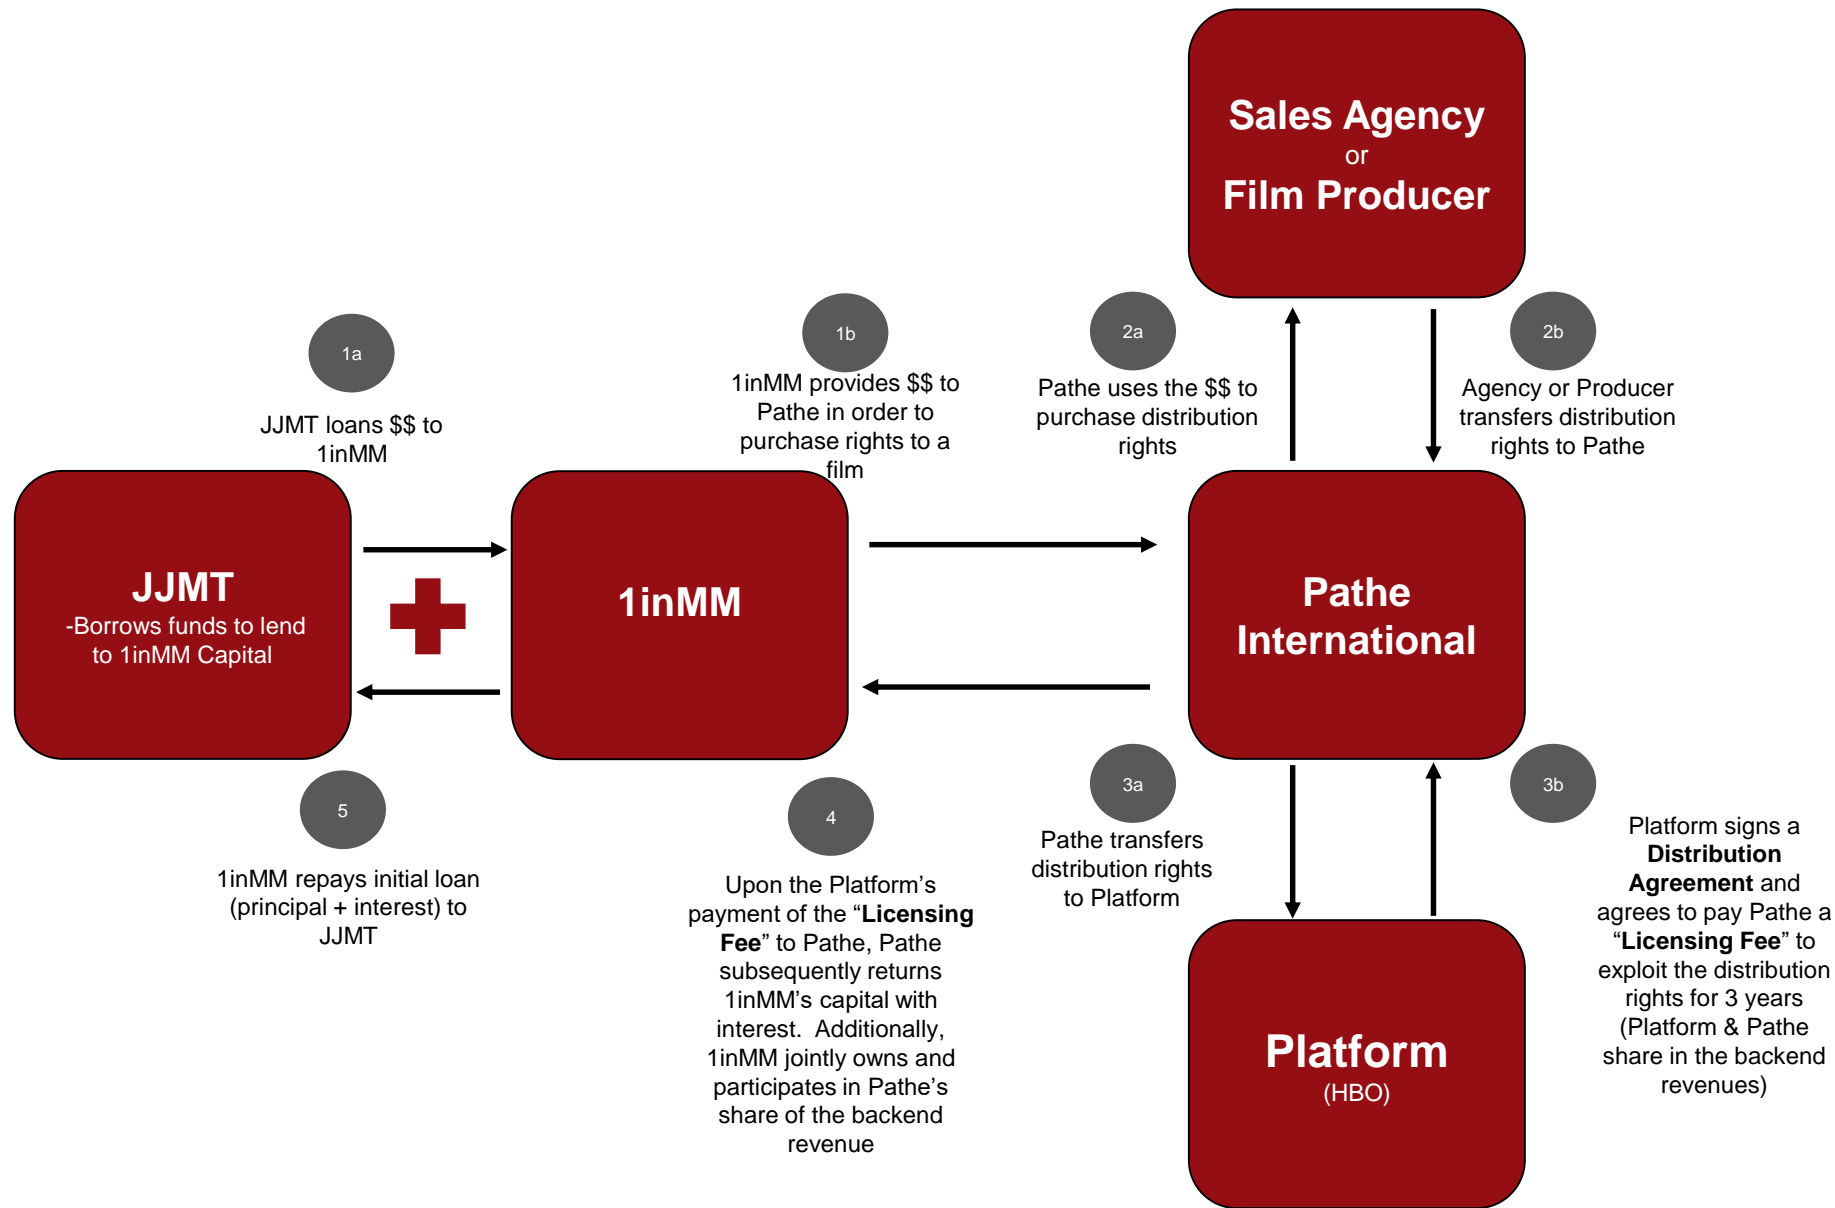 Sales Agency
or
Film Producer
1a
JJMT loans $$ to
1inMM
1b
1inMM provides $$ to
Pathe in order to
purchase rights to a
film
2a
Pathe uses the $$ to
purchase distribution
rights
2b
Agency or Producer
transfers distribution
rights to Pathe
JJMT
-Borrows funds to lend
to 1inMM Capital
1inMM
Pathe
International
5
1inMM repays initial loan
(principal + interest) to
JJMT
4
Upon the Platform’s
payment of the “Licensing
Fee” to Pathe, Pathe
subsequently returns
1inMM’s capital with
interest.  Additionally,
1inMM jointly owns and
participates in Pathe’s
share of the backend
revenue
3a
Pathe transfers
distribution rights
to Platform
3b
Platform signs a
Distribution
Agreement and
agrees to pay Pathe a
“Licensing Fee” to
exploit the distribution
rights for 3 years
(Platform & Pathe
share in the backend
revenues)
Platform
(HBO)